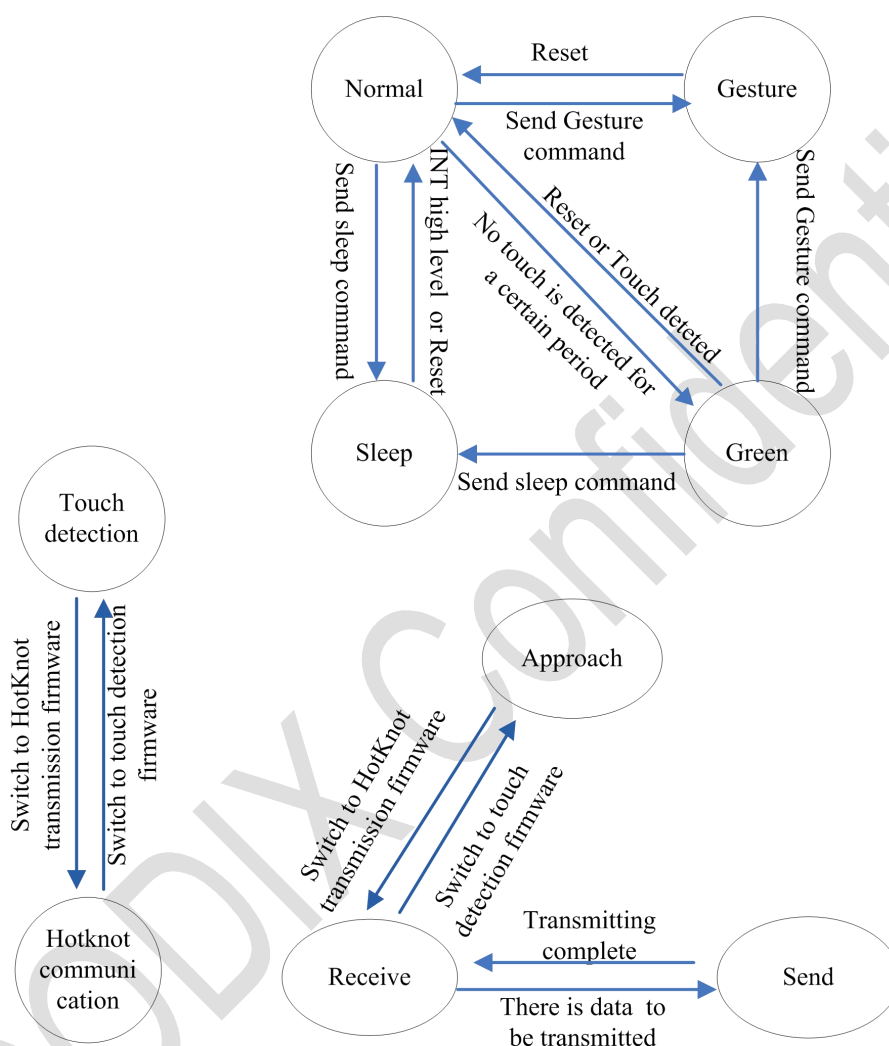 Normal
Reset
Gesture
Send Gesture
command
Send sleep command
INT high level or Reset
Reset or Touch deteted
No touch is detected for
a certain period
Send Gesture command
Sleep
Send sleep command
Green
Touch
detection
Switch to HotKnot
transmission firmware
Switch to touch detection
firmware
Hotknot
communi
cation
Approach
Switch to HotKnot
transmission firmware
Switch to touch
detection firmware
Receive
Transmitting
complete
There is data to
be transmitted
Send
ODIX Confidenti